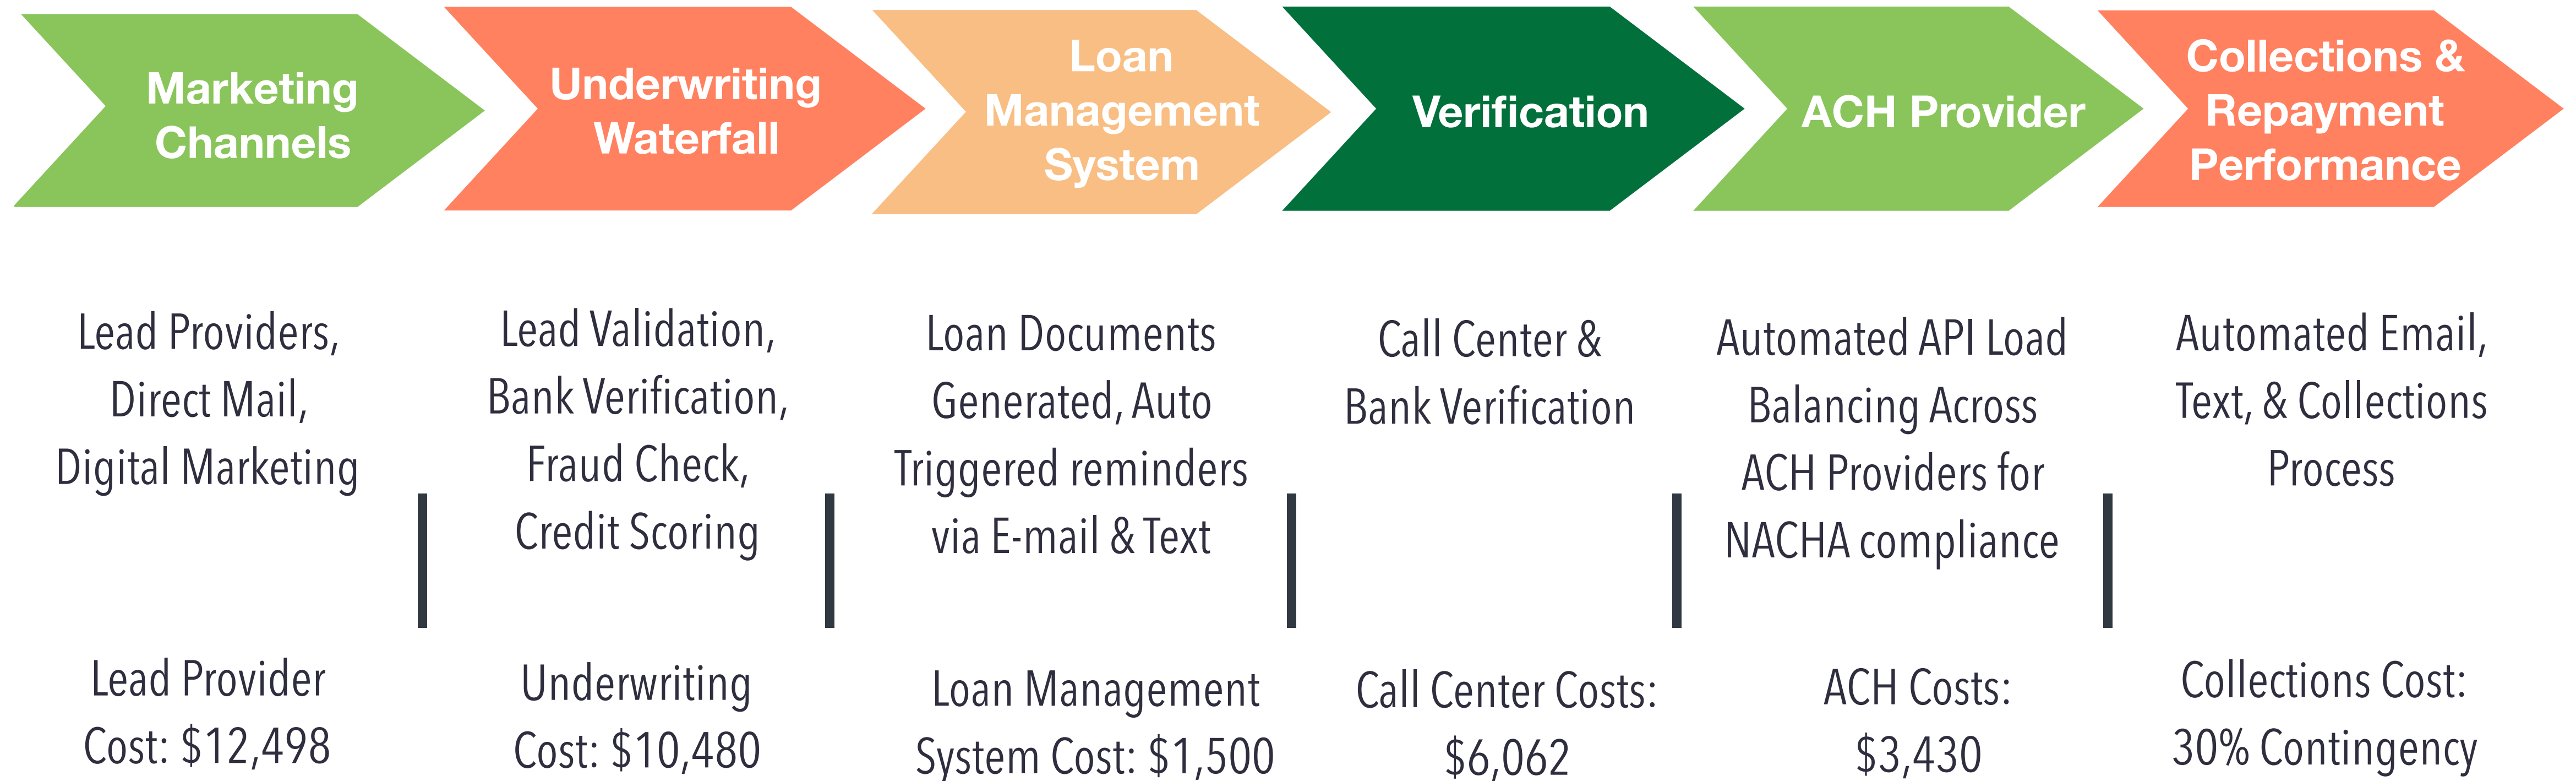 Marketing
Channels
Underwriting
Waterfall
Loan
Management
System
Verification
ACH Provider
Collections &
Repayment
Performance
Lead Providers,
Direct Mail,
Digital Marketing
Lead Validation,
Bank Verification,
Fraud Check,
Credit Scoring
Loan Documents
Generated, Auto
Triggered reminders
via E-mail & Text
Call Center &
Bank Verification
Automated API Load
Balancing Across
ACH Providers for
NACHA compliance
Automated Email,
Text, & Collections
Process
Lead Provider
Cost: $12,498
Underwriting
Cost: $10,480
Loan Management
System Cost: $1,500
Call Center Costs:
$6,062
ACH Costs:
$3,430
Collections Cost:
30% Contingency